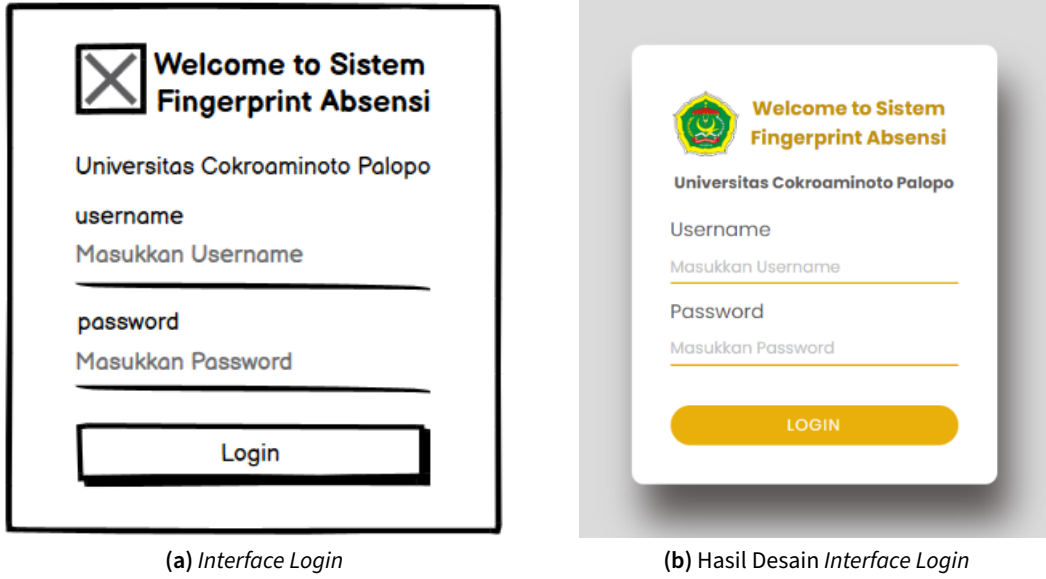 Welcome to Sistem
Fingerprint Absensi
Universitas Cokroaminoto Palopo
username
Masukkan Username
password
Masukkan Password
Login
(a) Interface Login
Welcome to Sistem
Fingerprint Absensi
Universitas Cokroaminoto Palopo
Username
Masukkan Username
Password
Masukkan Password
LOGIN
(b) Hasil Desain Interface Login